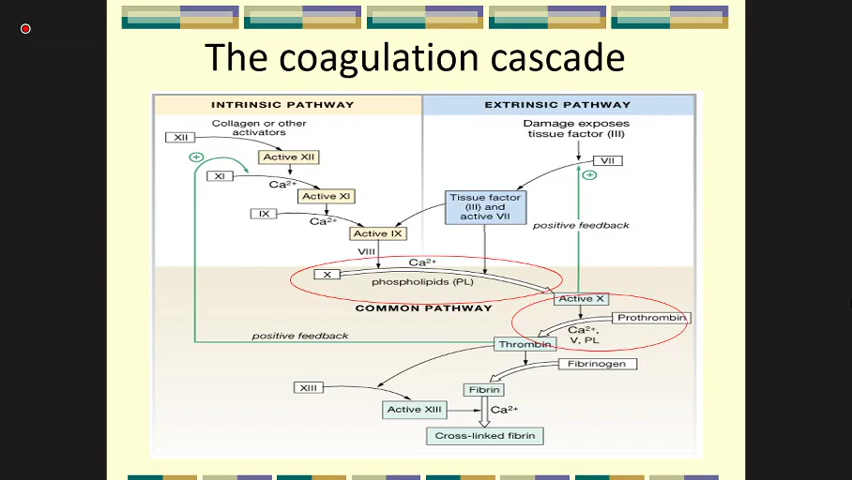 The coagulation cascade
INTRINSIC PATHWAY
EXTRINSIC PATHWAY
Collagen or other
activators
Damage exposes
tissue factor (III)
XII
Active XII
VII
+
+
XI
Ca2+
Active XI
Tissue factor
(III) and
active VII
IX
Ca2+
Active IX
positive feedback
VIII
Ca2+
X
phospholipids (PL)
Active X
COMMON PATHWAY
Prothrombin
Ca2+,
V, PL
positive feedback
Thrombin
Fibrinogen
XIII
Fibrin
Active XIII
Ca2+
Cross-linked fibrin